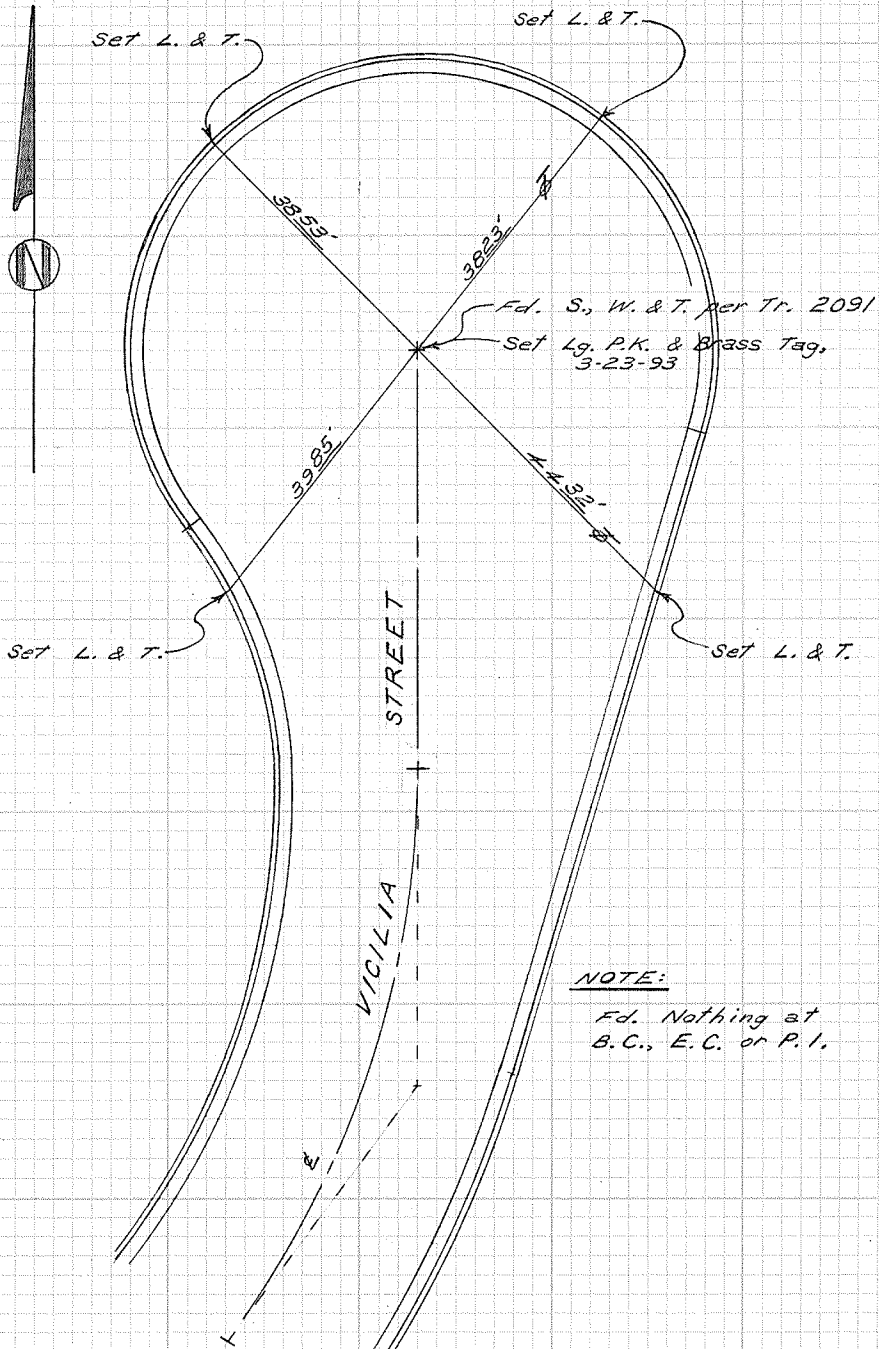 Set L. & T.
Set L. & T.
N
38.53'
38.23'
Fd. S., W. & T. per Tr. 2091
Set Lg. P.K. & Brass Tag,
3-23-93
39.85'
44.32'
Set L. & T.
Set L. & T.
VICILIA STREET
NOTE:
Fd. Nothing at
B.C., E.C. or P.I.